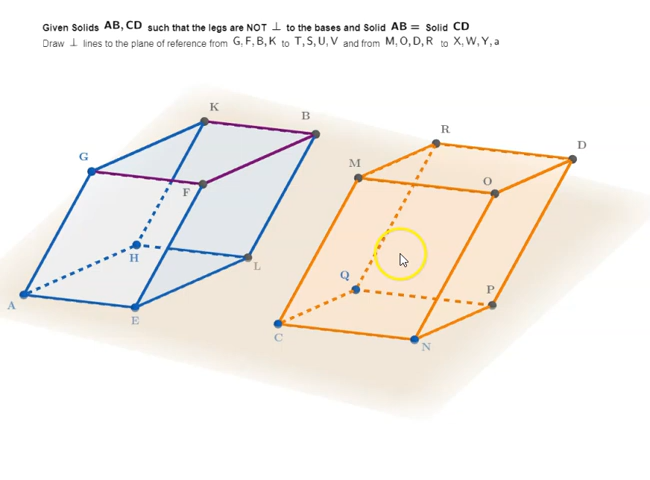 Given Solids AB, CD such that the legs are NOT ⊥ to the bases and Solid AB = Solid CD
Draw ⊥ lines to the plane of reference from G, F, B, K to T, S, U, V and from M, O, D, R to X, W, Y, a
K
B
R
D
G
M
O
F
H
L
Q
P
A
E
C
N